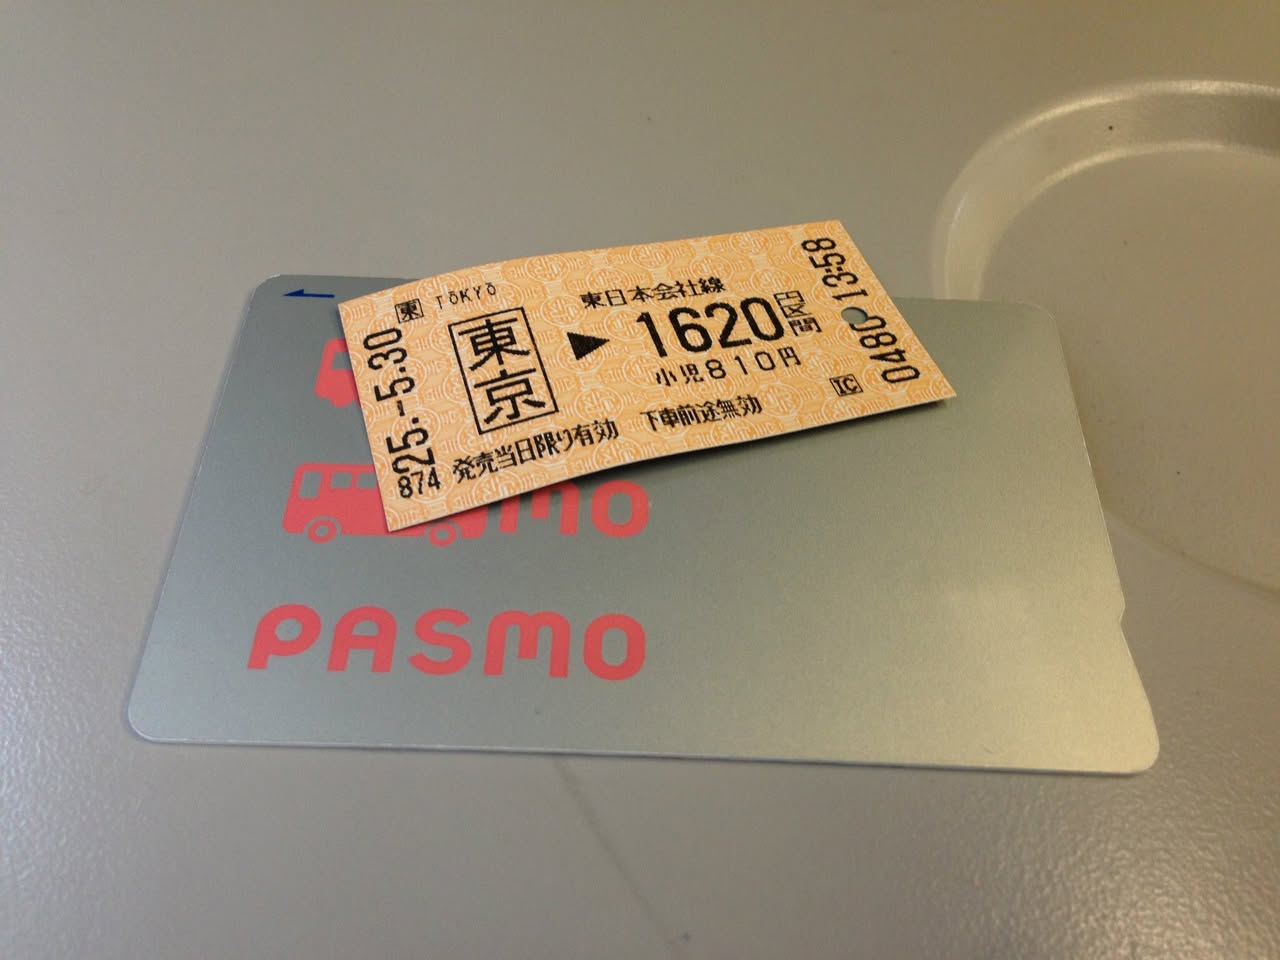 東 TŌKYŌ
東日本会社線
東京 ▶ 1620円区間
小児810円
IC
発売当日限り有効 下車前途無効
25.-5.30
874
0480 13:58
mo
PASMO